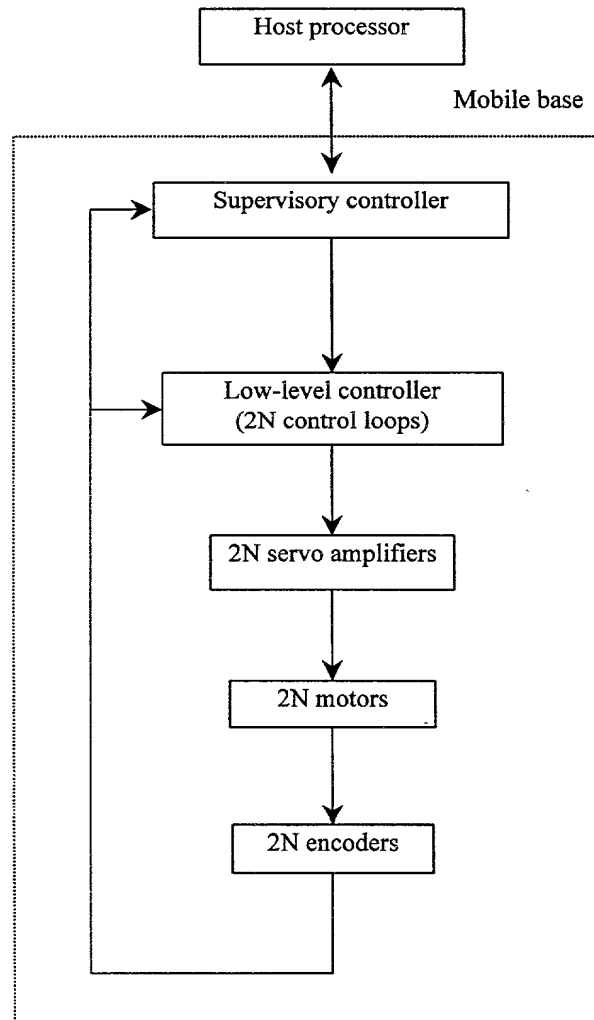 Host processor
Mobile base
Supervisory controller
Low-level controller
(2N control loops)
2N servo amplifiers
2N motors
2N encoders